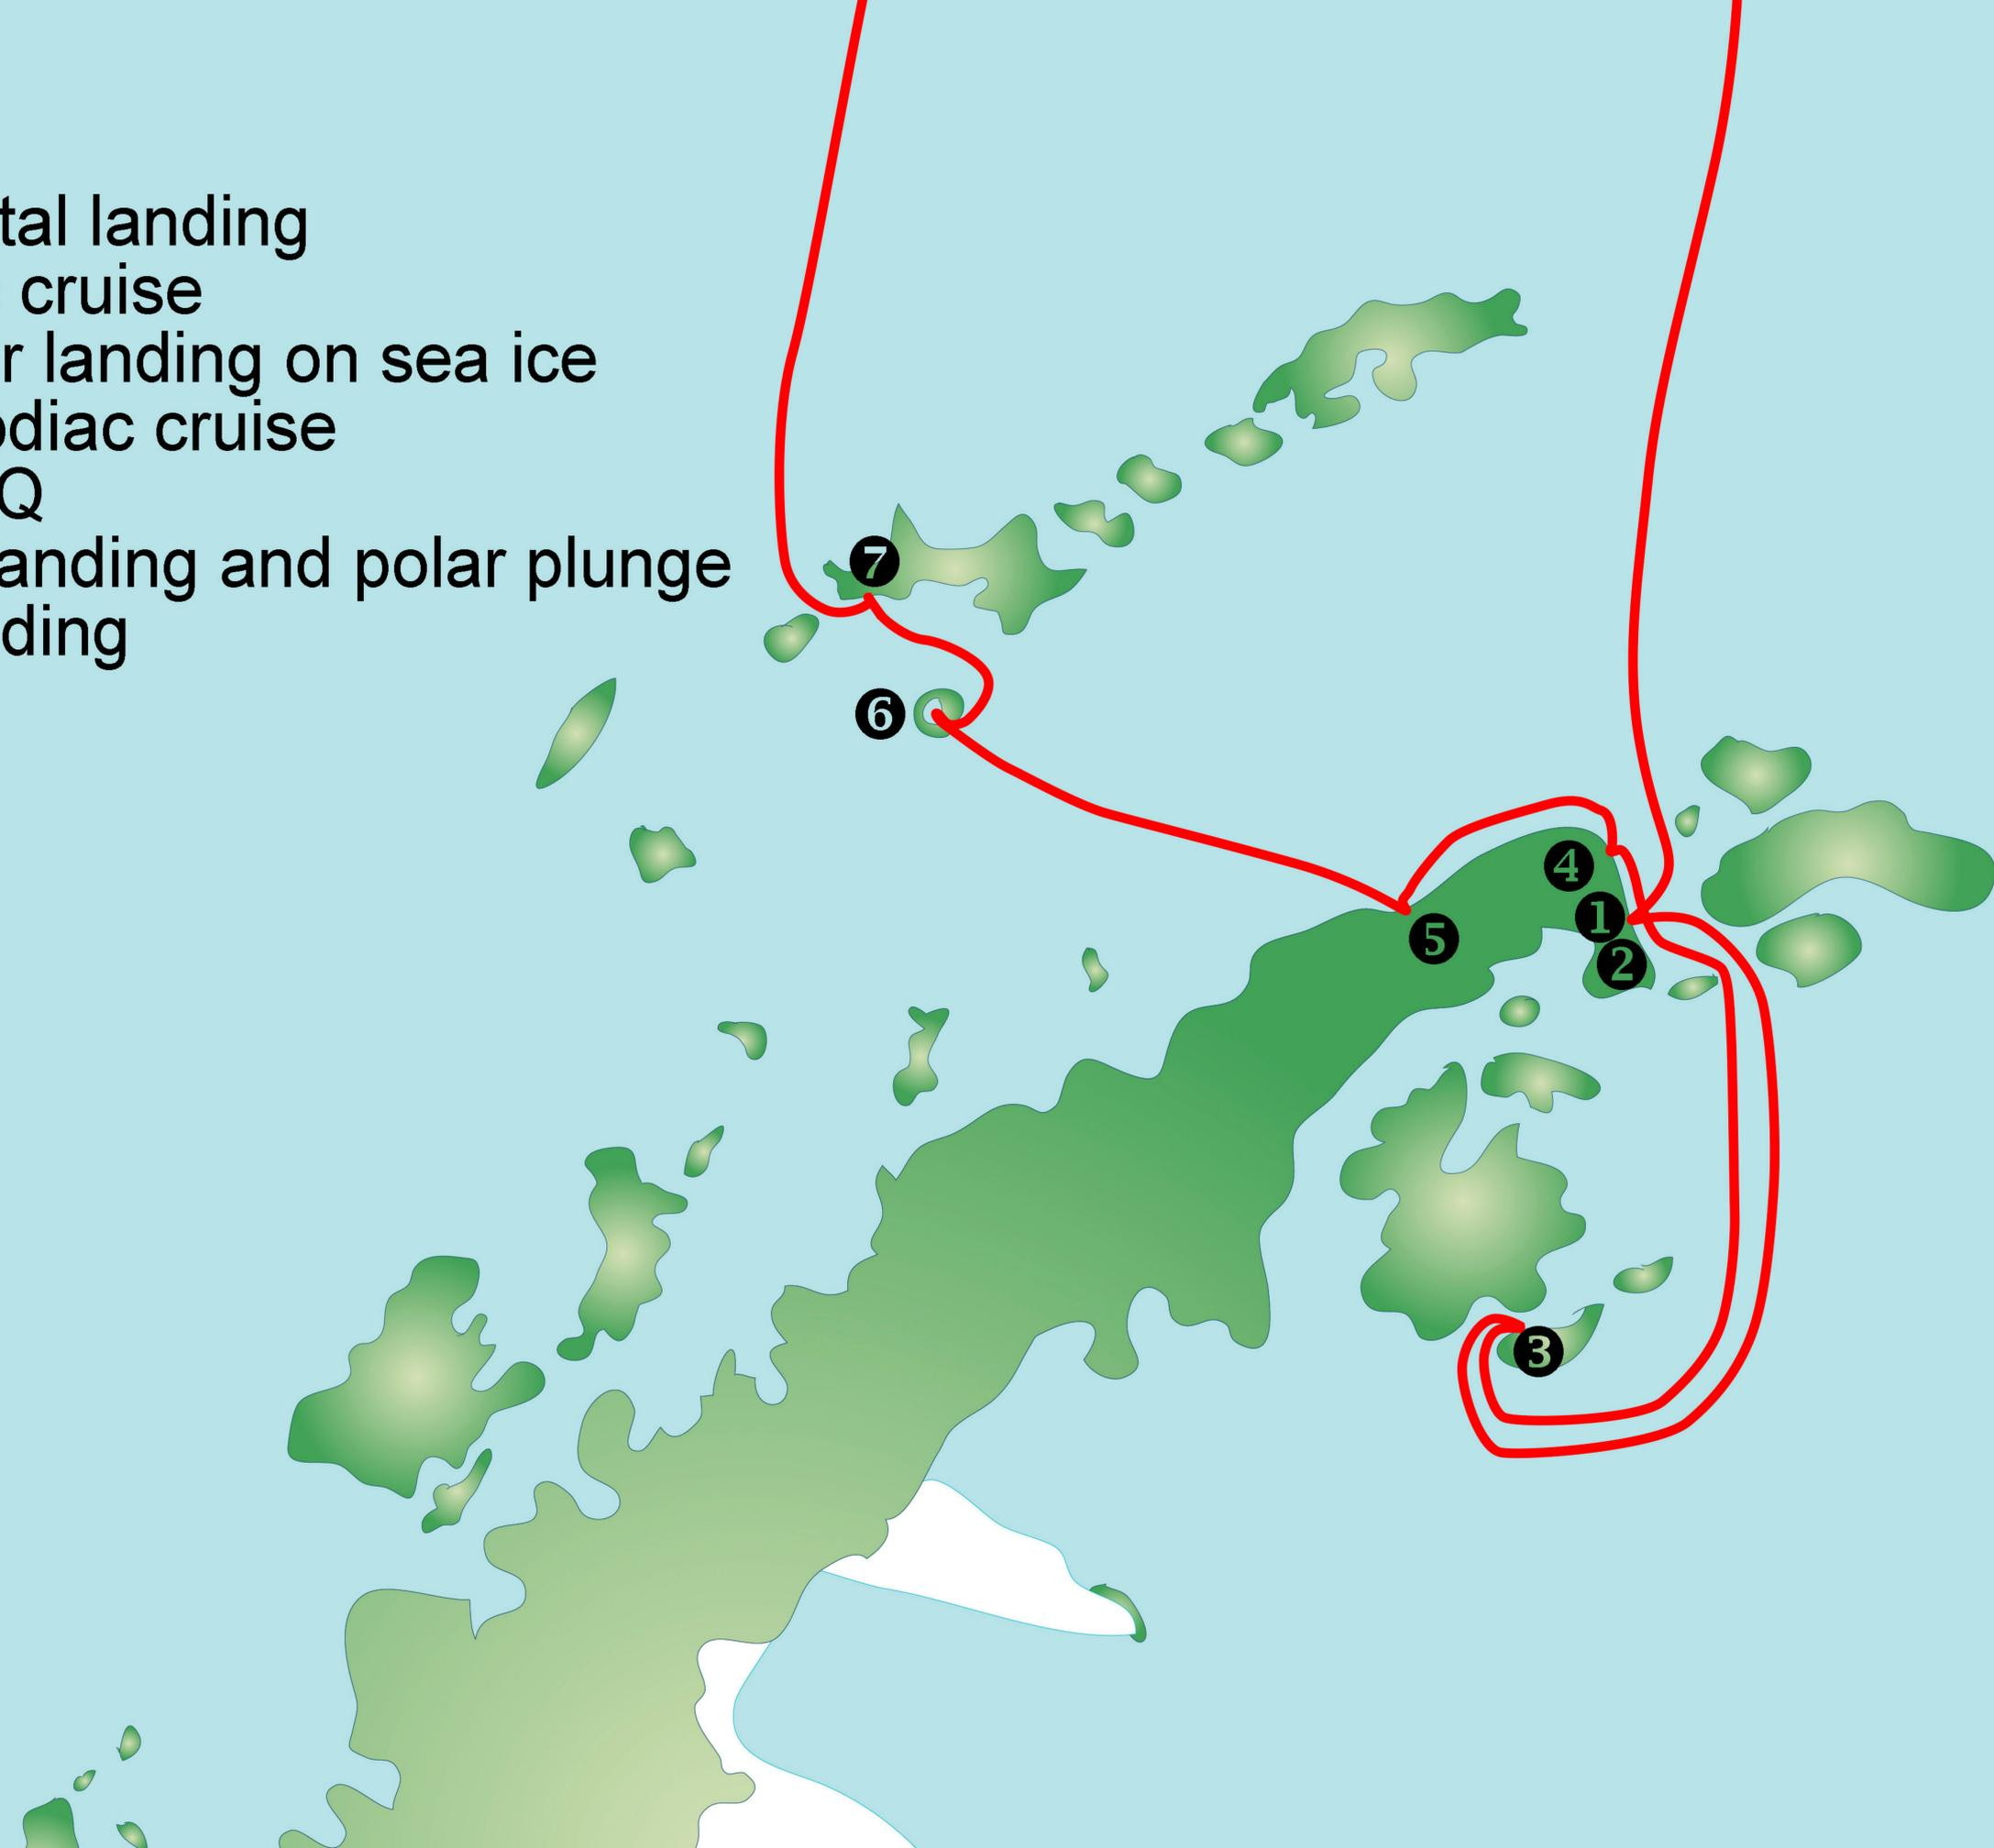 tal landing
cruise
r landing on sea ice
odiac cruise
Q
anding and polar plunge
ding
7
6
4
1
5
2
3